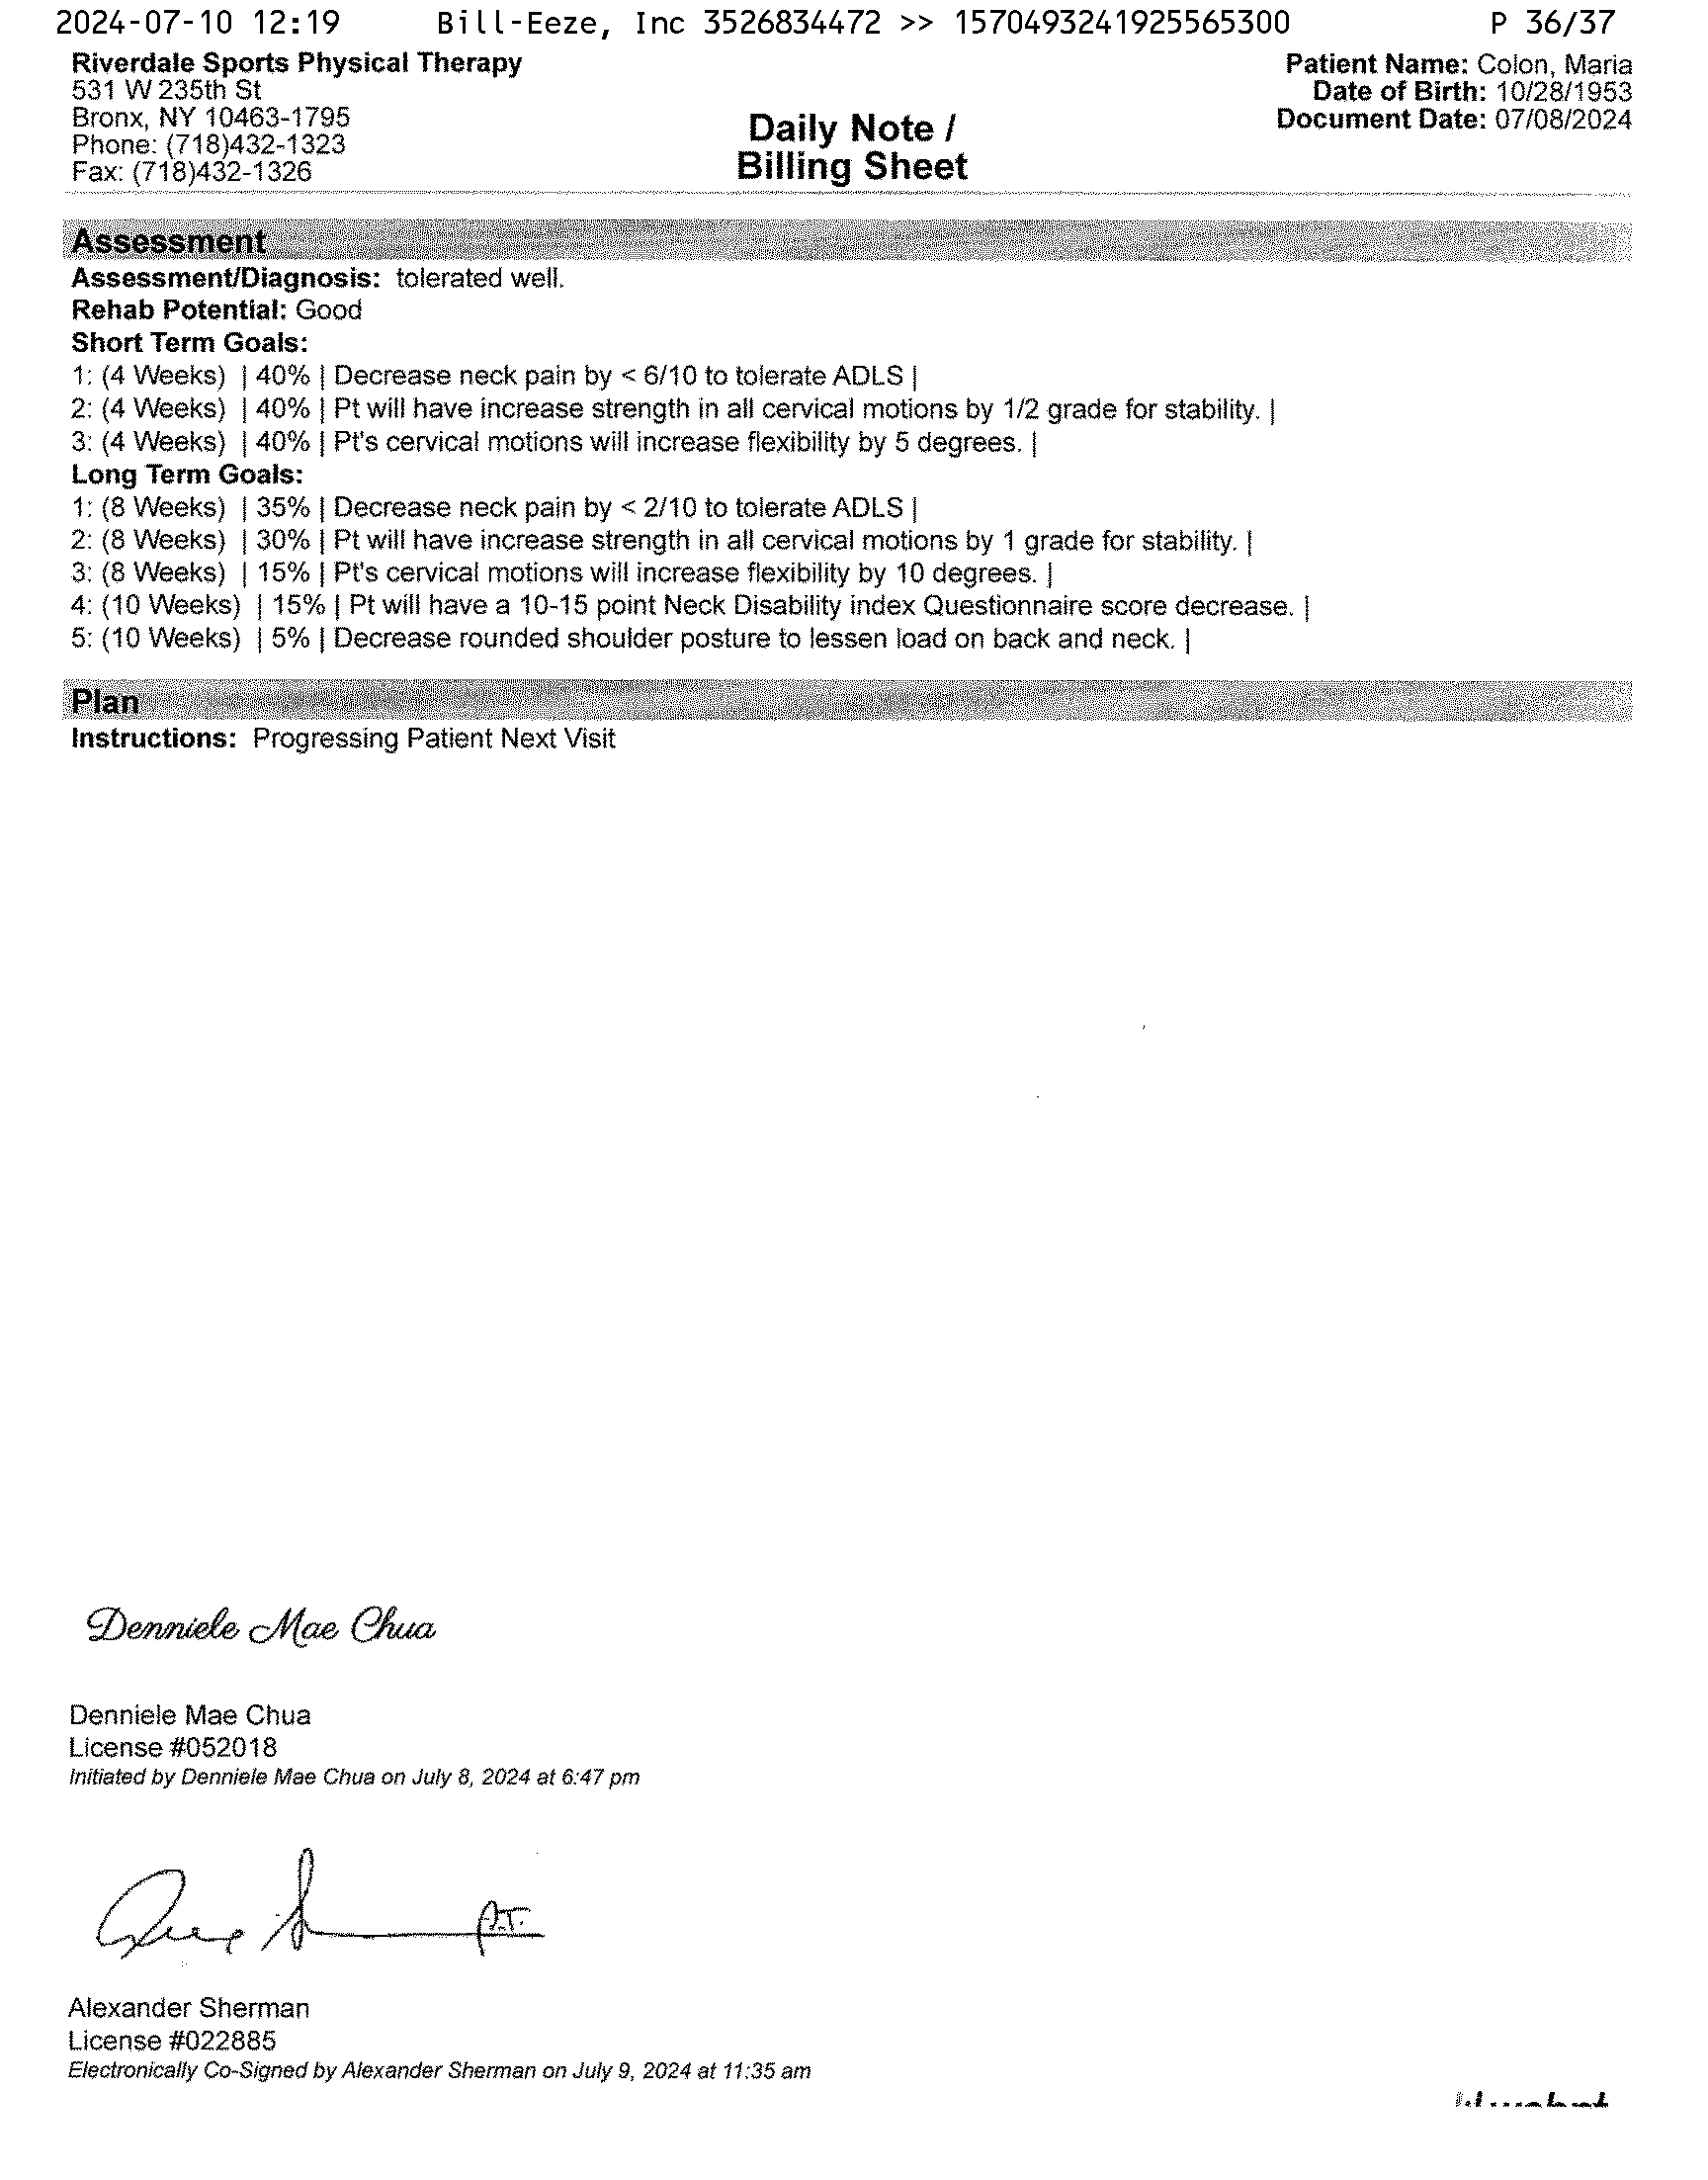 2024-07-10 12:19 Bill-Eeze, Inc 3526834472 >> 15704932419255653​00 P 36/37
Riverdale Sports Physical Therapy
531 W 235th St
Bronx, NY 10463-1795
Phone: (718)432-1323
Fax: (718)432-1326
Daily Note /
Billing Sheet
Patient Name: Colon, Maria
Date of Birth: 10/28/1953
Document Date: 07/08/2024
Assessment
Assessment/Diagnosis: tolerated well.
Rehab Potential: Good
Short Term Goals:
1: (4 Weeks) | 40% | Decrease neck pain by < 6/10 to tolerate ADLS |
2: (4 Weeks) | 40% | Pt will have increase strength in all cervical motions by 1/2 grade for stability. |
3: (4 Weeks) | 40% | Pt's cervical motions will increase flexibility by 5 degrees. |
Long Term Goals:
1: (8 Weeks) | 35% | Decrease neck pain by < 2/10 to tolerate ADLS |
2: (8 Weeks) | 30% | Pt will have increase strength in all cervical motions by 1 grade for stability. |
3: (8 Weeks) | 15% | Pt's cervical motions will increase flexibility by 10 degrees. |
4: (10 Weeks) | 15% | Pt will have a 10-15 point Neck Disability index Questionnaire score decrease. |
5: (10 Weeks) | 5% | Decrease rounded shoulder posture to lessen load on back and neck. |
Plan
Instructions: Progressing Patient Next Visit
Denniele Mae Chua
Denniele Mae Chua
License #052018
Initiated by Denniele Mae Chua on July 8, 2024 at 6:47 pm
P.T.
Alexander Sherman
License #022885
Electronically Co-Signed by Alexander Sherman on July 9, 2024 at 11:35 am